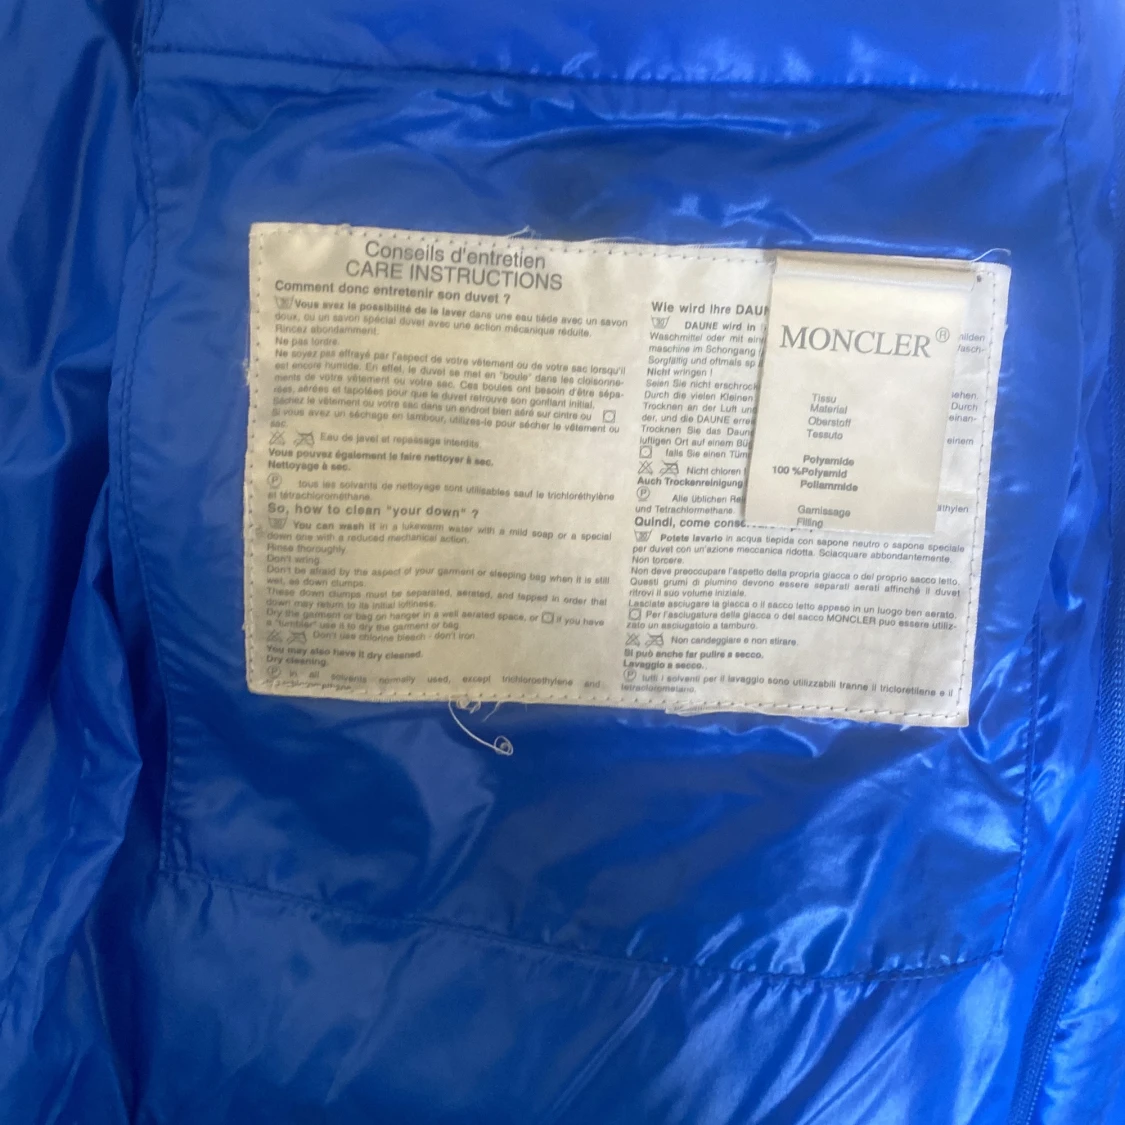 Conseils d'entretien
CARE INSTRUCTIONS
Comment donc entretenir son duvet ?
Vous avez la possibilité de la laver dans une eau tiède avec un savon
doux, ou un savon spécial duvet avec une action mécanique réduite.
Rincez abondamment.
Ne pas tordre.
Ne soyez pas effrayé par l'aspect de votre vêtement ou de votre sac lorsqu'il
est encore humide. En effet, le duvet se met en "boule" dans les cloisonne-
ments de votre vêtement ou votre sac. Ces boules ont besoin d'être sépa-
rées, aérées et tapotées pour que le duvet retrouve son gonflant initial.
Séchez le vêtement ou votre sac dans un endroit bien aéré sur cintre ou
Si vous avez un séchage en tambour, utilisez-le pour sécher le vêtement ou
sac.
Eau de javel et repassage interdits.
Vous pouvez également le faire nettoyer à sec.
Nettoyage à sec.
P tous les solvants de nettoyage sont utilisables sauf le trichloréthylène
et tétrachlorométhane.
So, how to clean "your down" ?
You can wash it in a lukewarm water with a mild soap or a special
down one with a reduced mechanical action.
Rinse thoroughly.
Don't wring.
Don't be afraid by the aspect of your garment or sleeping bag when it is still
wet, as down clumps.
These down clumps must be separated, aerated, and tapped in order that
down may return to its initial loftiness.
Dry the garment or bag on hanger in a well aerated space, or if you have
a "tumbler" use it to dry the garment or bag.
Don't use chlorine bleach - don't iron.
You may also have it dry cleaned.
Dry cleaning.
P in all solvents normally used, except trichloroethylene and
Wie wird Ihre DAU
DAUNE wird in
Waschmittel oder mit ein
maschine im Schongang
Sorgfältig und oftmals sp
Nicht wringen !
Seien Sie nicht erschrock
Durch die vielen Kleinen
Trocknen an der Luft und
der, und die DAUNE erre
Trocknen Sie das Daun
luftigen Ort auf einem Bü
falls Sie einen Tüm
Nicht chloren
Auch Trockenreinigung
P Alle üblichen Re
und Tetrachlormethane.
Quindi, come cons
Potete lavarlo in acqua tiepida con sapone neutro o sapone speciale
per duvet con un'azione meccanica ridotta. Sciacquare abbondantemente.
Non torcere.
Non deve preoccupare l'aspetto della propria giacca o del proprio sacco letto.
Questi grumi di piumino devono essere separati aerati affinché il duvet
ritrovi il suo volume iniziale.
Lasciate asciugare la giacca o il sacco letto appeso in un luogo ben aerato.
Per l'asciugatura della giacca o del sacco MONCLER puo essere utiliz-
zato un asciugatoio a tamburo.
Non candeggiare e non stirare.
Si può anche far pulire a secco.
Lavaggio a secco.
P tutti i solventi per il lavaggio sono utilizzabili tranne il tricloretilene e il
tetraclorometano.
MONCLER®
Tissu
Material
Oberstoff
Tessuto
Polyamide
100 %Polyamid
Poliammide
Garnissage
Filling
ilden
asch-
ehen.
Durch
einan-
einem
thylen